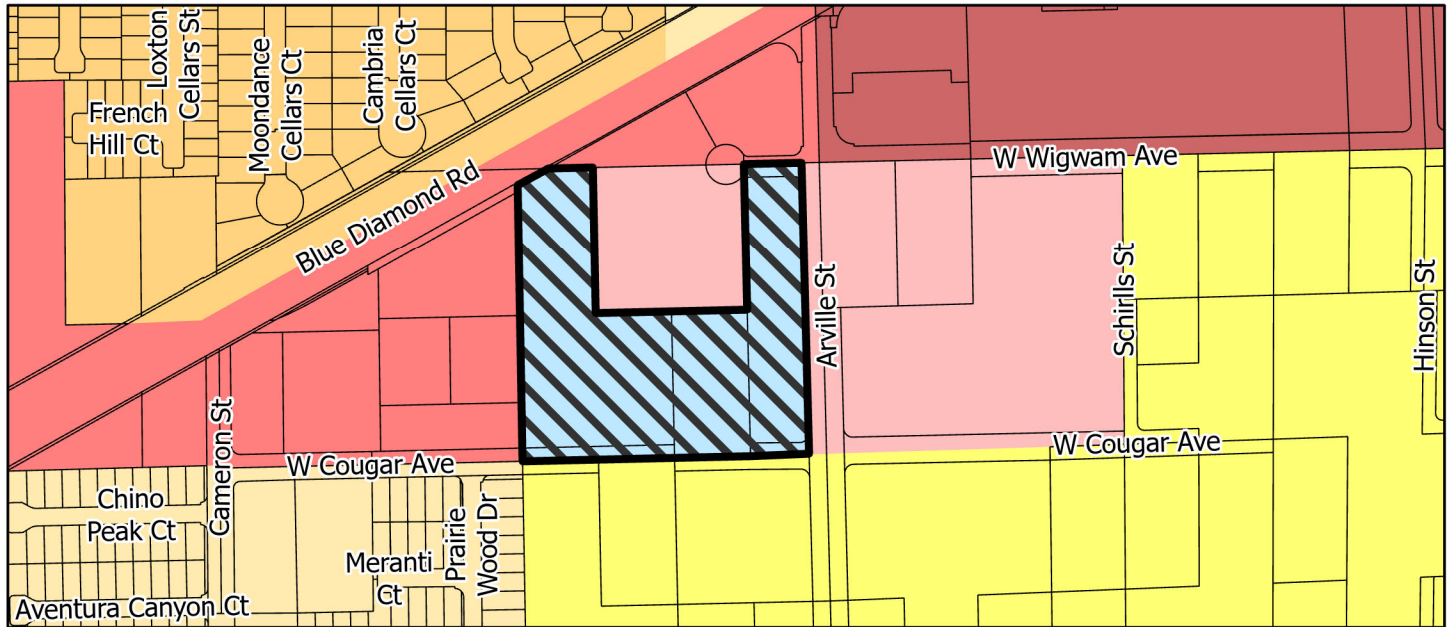 Loxton
Cellars St
French
Hill Ct
Moondance
Cellars Ct
Cambria
Cellars Ct
Blue Diamond Rd
W Wigwam Ave
Arville St
Schirlls St
Hinson St
Cameron St
W Cougar Ave
W Cougar Ave
Chino
Peak Ct
Prairie
Wood Dr
Meranti
Ct
Aventura Canyon Ct